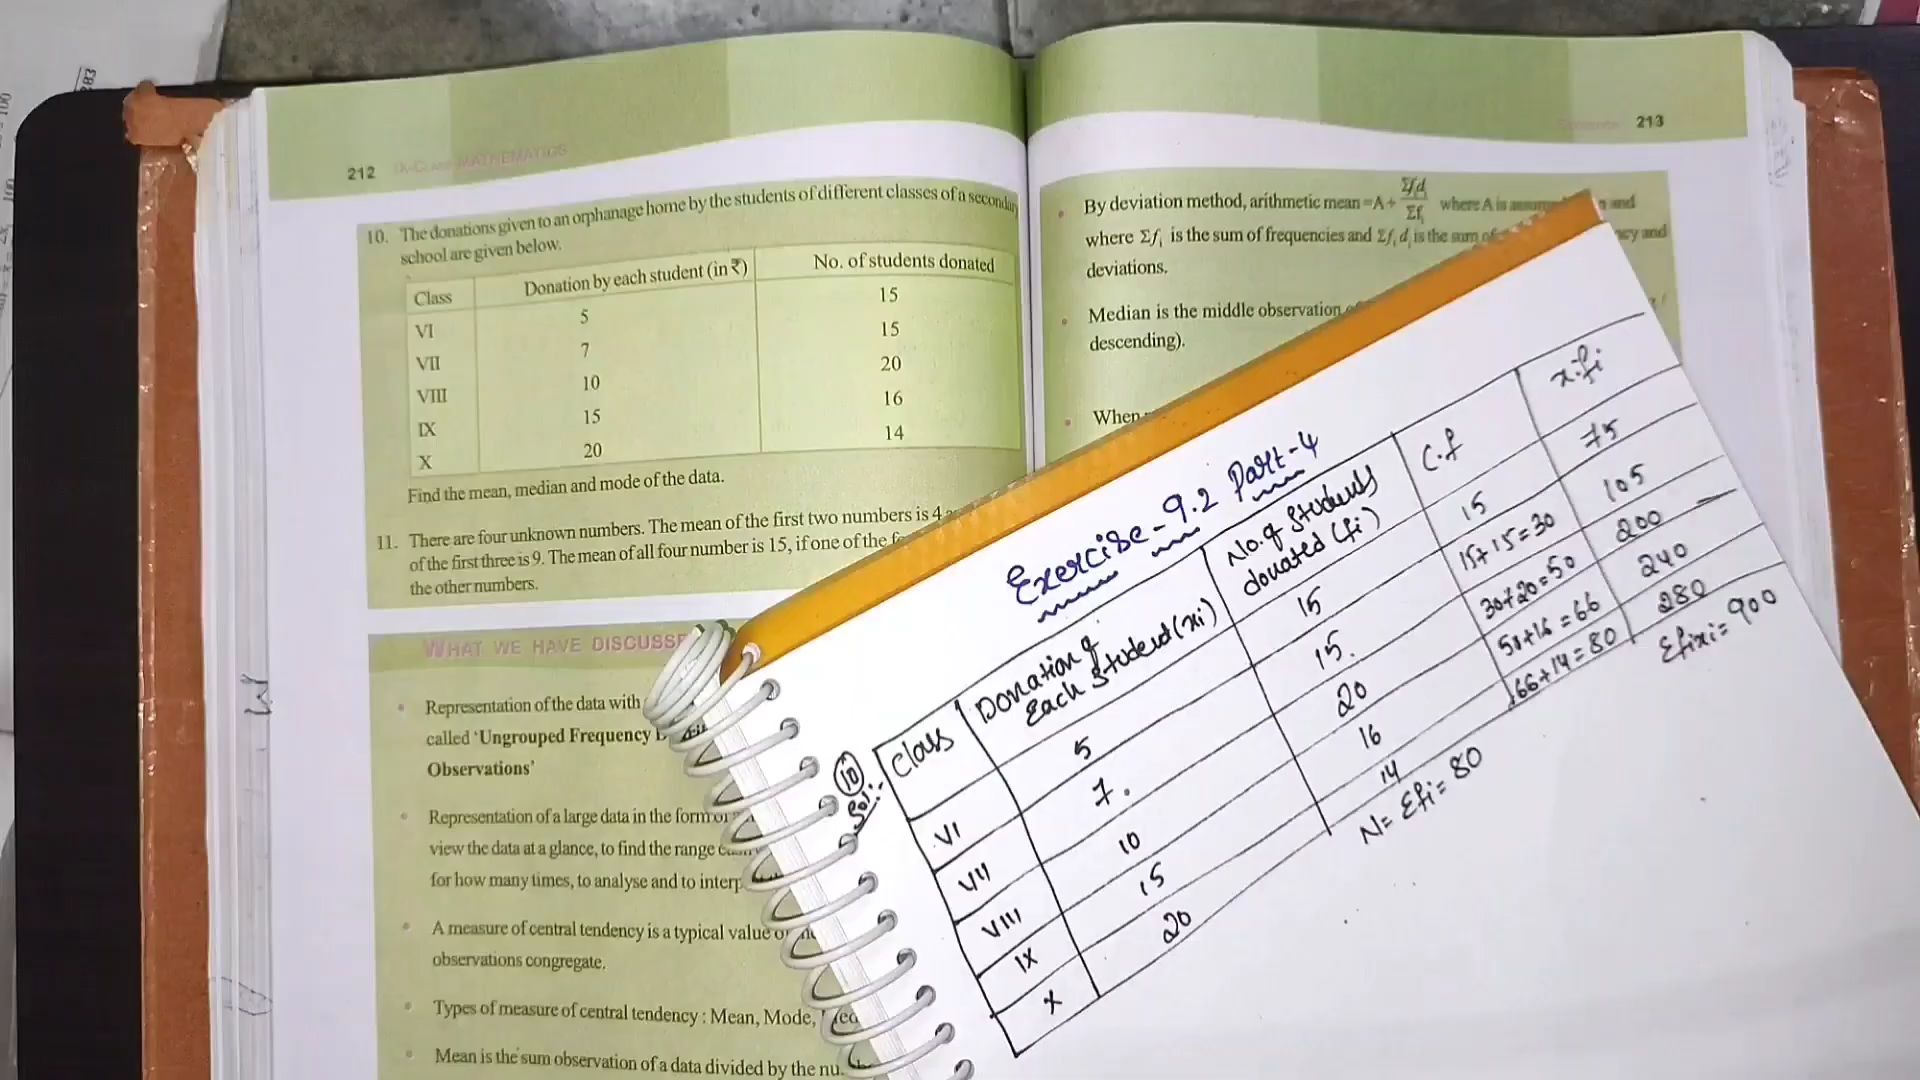 212 IX-CLASS MATHEMATICS
10. The donations given to an orphanage home by the students of different classes of a secondary
school are given below.
Class Donation by each student (in ₹) No. of students donated
VI 5 15
VII 7 15
VIII 10 20
IX 15 16
X 20 14
Find the mean, median and mode of the data.
11. There are four unknown numbers. The mean of the first two numbers is 4
of the first three is 9. The mean of all four number is 15, if one of the
the other numbers.
WHAT WE HAVE DISCUSSE
• Representation of the data with
called 'Ungrouped Frequency
Observations'
• Representation of a large data in the form of
view the data at a glance, to find the range
for how many times, to analyse and to interp
• A measure of central tendency is a typical value
observations congregate.
• Types of measure of central tendency : Mean, Mode,
• Mean is the sum observation of a data divided by the nu
213
• By deviation method, arithmetic mean = A + Σfᵢdᵢ/Σfᵢ where A is
where Σfᵢ is the sum of frequencies and Σfᵢ dᵢ is the sum of
deviations.
• Median is the middle observation
descending).
• When
Exercise-9.2 Part-4
10 Sol:-
Class Donation of Each Student (xi) No. of Students donated (fi) C.f xifi
VI 5 15 15 75
VII 7. 15. 15+15=30 105
VIII 10 20 30+20=50 200
IX 15 16 50+16=66 240
X 20 14 66+14=80 280
N= Σfi= 80 Σfixi= 900